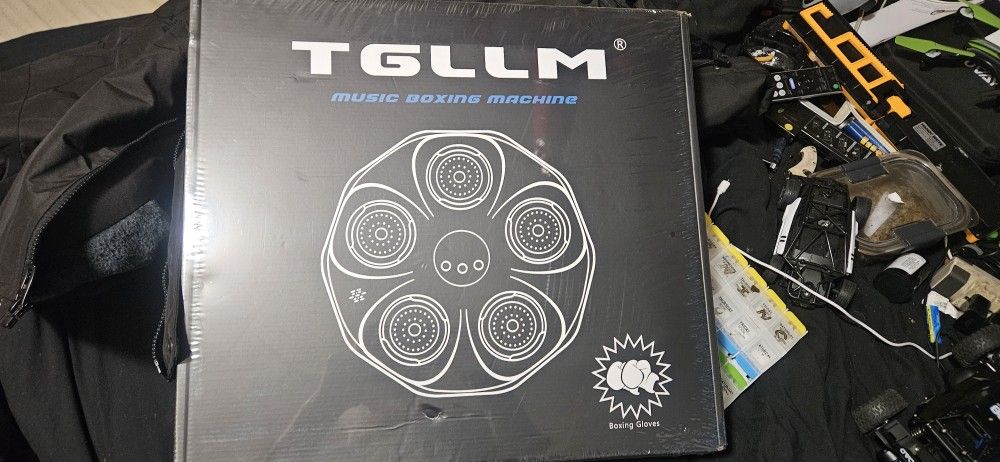 TGLLM®
MUSIC BOXING MACHINE
Boxing Gloves